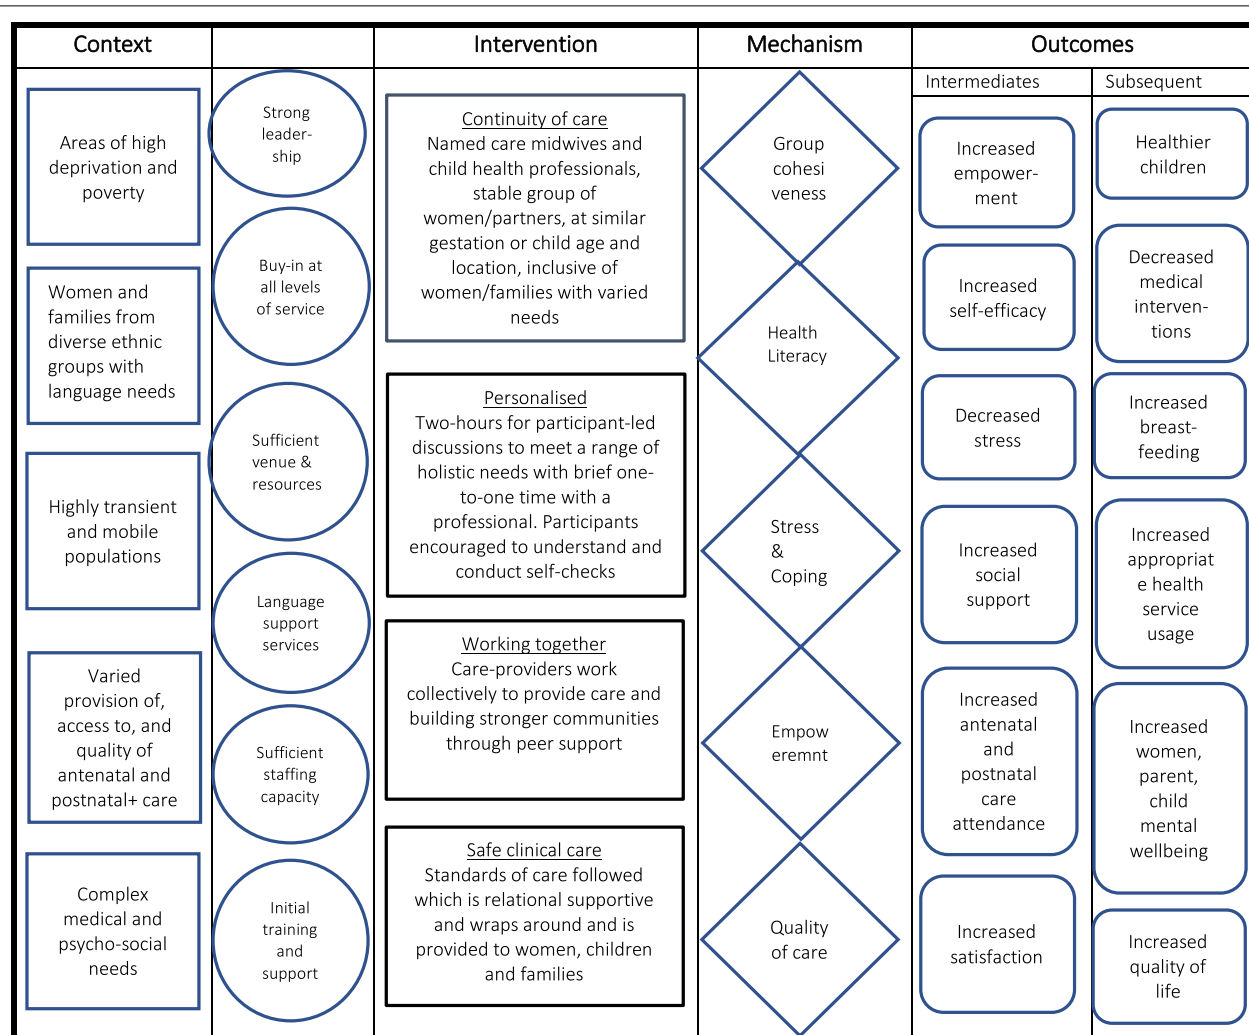 Context
Intervention
Mechanism
Outcomes
Intermediates
Subsequent
Areas of high
deprivation and
poverty
Women and
families from
diverse ethnic
groups with
language needs
Highly transient
and mobile
populations
Varied
provision of,
access to, and
quality of
antenatal and
postnatal+ care
Complex
medical and
psycho-social
needs
Strong
leader-
ship
Buy-in at
all levels
of service
Sufficient
venue &
resources
Language
support
services
Sufficient
staffing
capacity
Initial
training
and
support
Continuity of care
Named care midwives and
child health professionals,
stable group of
women/partners, at similar
gestation or child age and
location, inclusive of
women/families with varied
needs
Personalised
Two-hours for participant-led
discussions to meet a range of
holistic needs with brief one-
to-one time with a
professional. Participants
encouraged to understand and
conduct self-checks
Working together
Care-providers work
collectively to provide care and
building stronger communities
through peer support
Safe clinical care
Standards of care followed
which is relational supportive
and wraps around and is
provided to women, children
and families
Group
cohesi
veness
Health
Literacy
Stress
&
Coping
Empow
eremnt
Quality
of care
Increased
empower-
ment
Increased
self-efficacy
Decreased
stress
Increased
social
support
Increased
antenatal
and
postnatal
care
attendance
Increased
satisfaction
Healthier
children
Decreased
medical
interven-
tions
Increased
breast-
feeding
Increased
appropriat
e health
service
usage
Increased
women,
parent,
child
mental
wellbeing
Increased
quality of
life